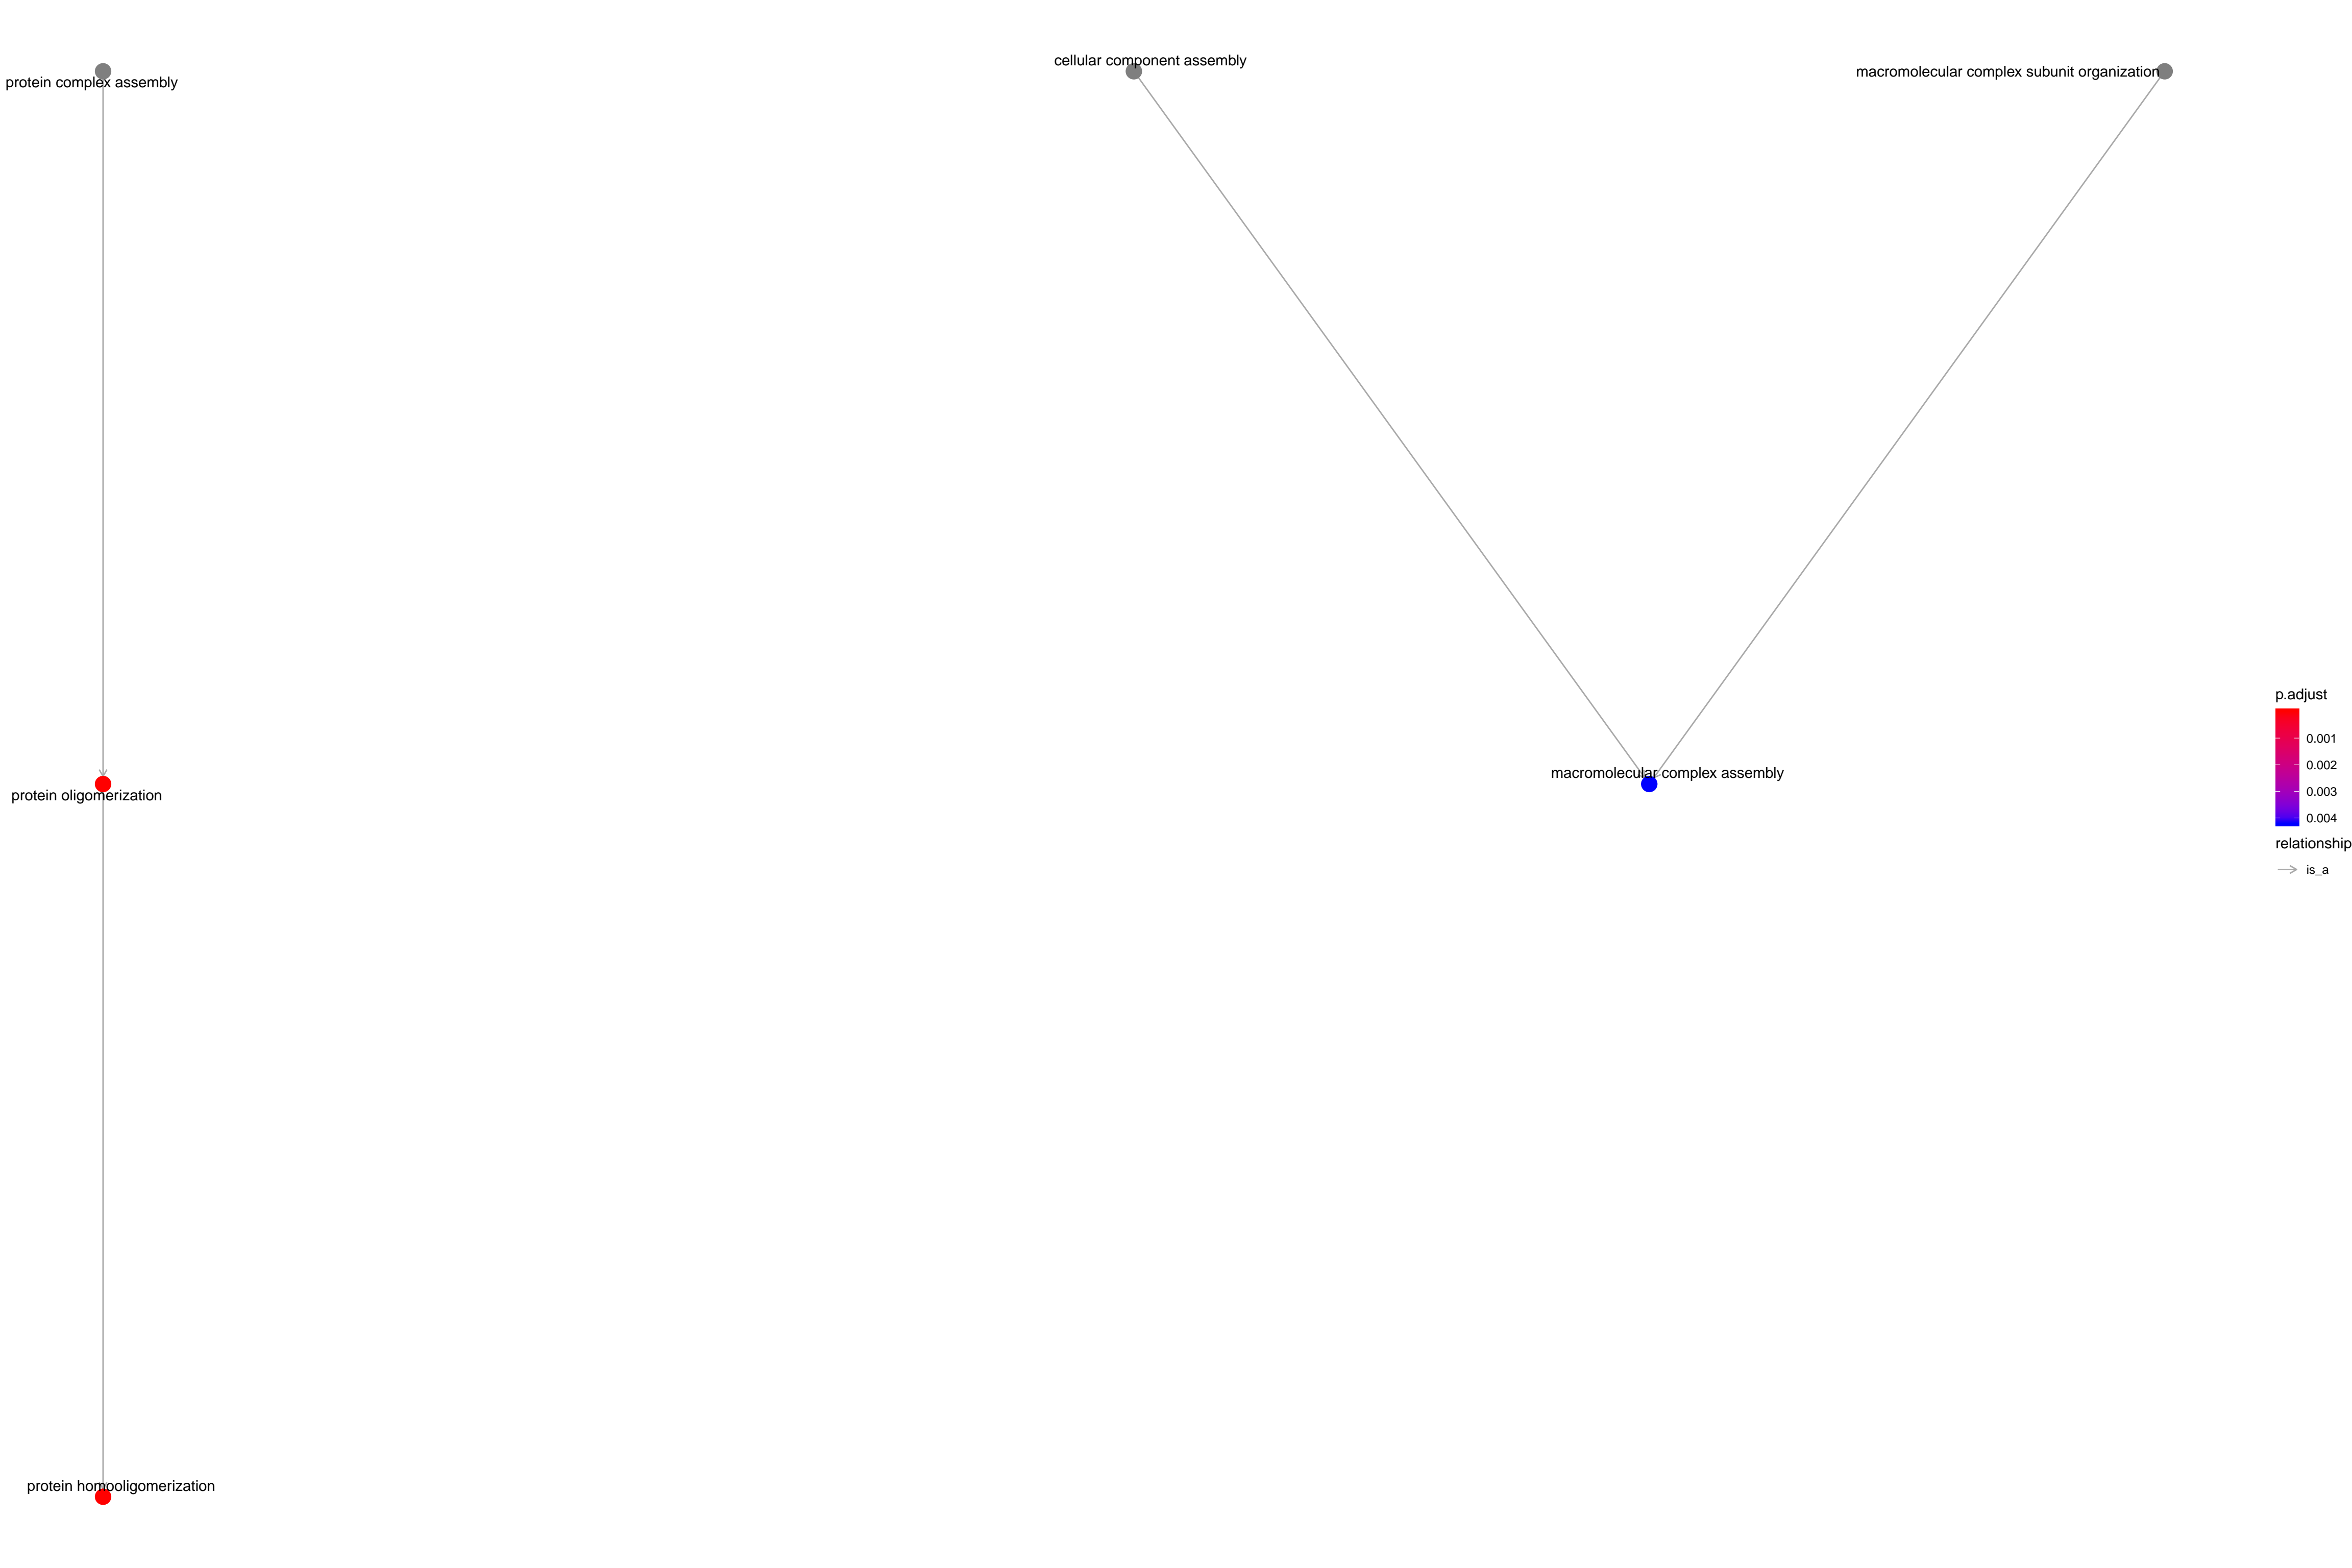 cellular component assembly
protein complex assembly
macromolecular complex subunit organization
protein oligomerization
macromolecular complex assembly
protein homooligomerization
p.adjust
0.001
0.002
0.003
0.004
relationship
is_a